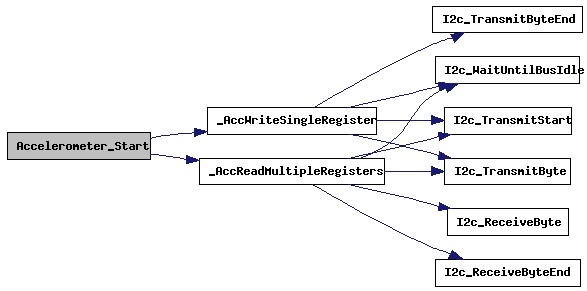 Accelerometer_Start
_AccWriteSingleRegister
_AccReadMultipleRegisters
I2c_TransmitByteEnd
I2c_WaitUntilBusIdle
I2c_TransmitStart
I2c_TransmitByte
I2c_ReceiveByte
I2c_ReceiveByteEnd